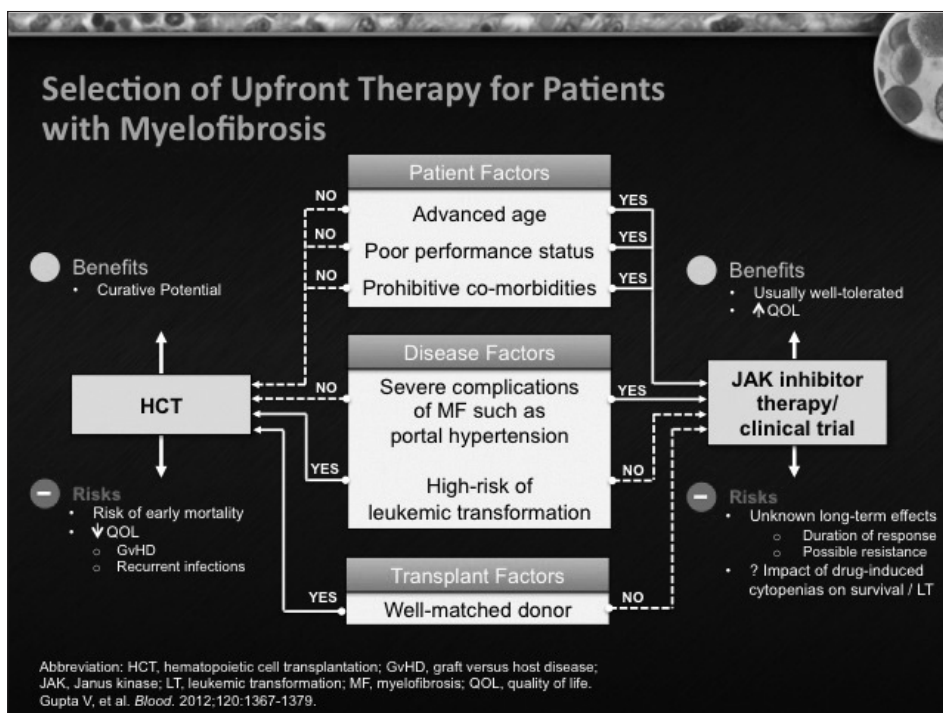 Selection of Upfront Therapy for Patients
with Myelofibrosis
Patient Factors
NO
YES
Advanced age
NO
YES
Poor performance status
NO
YES
Prohibitive co-morbidities
Benefits
• Curative Potential
Benefits
• Usually well-tolerated
• ↑QOL
Disease Factors
NO
YES
Severe complications
of MF such as
portal hypertension
HCT
JAK inhibitor
therapy/
clinical trial
YES
NO
High-risk of
leukemic transformation
− Risks
• Risk of early mortality
• ↓QOL
○ GvHD
○ Recurrent infections
− Risks
• Unknown long-term effects
○ Duration of response
○ Possible resistance
• ? Impact of drug-induced
cytopenias on survival / LT
Transplant Factors
YES
NO
Well-matched donor
Abbreviation: HCT, hematopoietic cell transplantation; GvHD, graft versus host disease;
JAK, Janus kinase; LT, leukemic transformation; MF, myelofibrosis; QOL, quality of life.
Gupta V, et al. Blood. 2012;120:1367-1379.